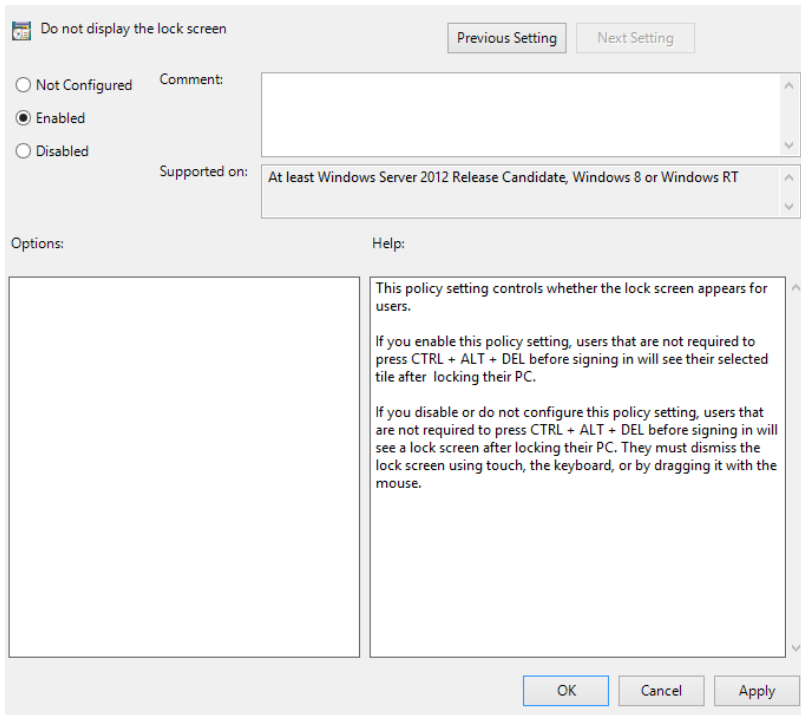 Do not display the lock screen
Previous Setting
Next Setting
Not Configured
Comment:
Enabled
Disabled
Supported on:
At least Windows Server 2012 Release Candidate, Windows 8 or Windows RT
Options:
Help:
This policy setting controls whether the lock screen appears for
users.
If you enable this policy setting, users that are not required to
press CTRL + ALT + DEL before signing in will see their selected
tile after  locking their PC.
If you disable or do not configure this policy setting, users that
are not required to press CTRL + ALT + DEL before signing in will
see a lock screen after locking their PC. They must dismiss the
lock screen using touch, the keyboard, or by dragging it with the
mouse.
OK
Cancel
Apply